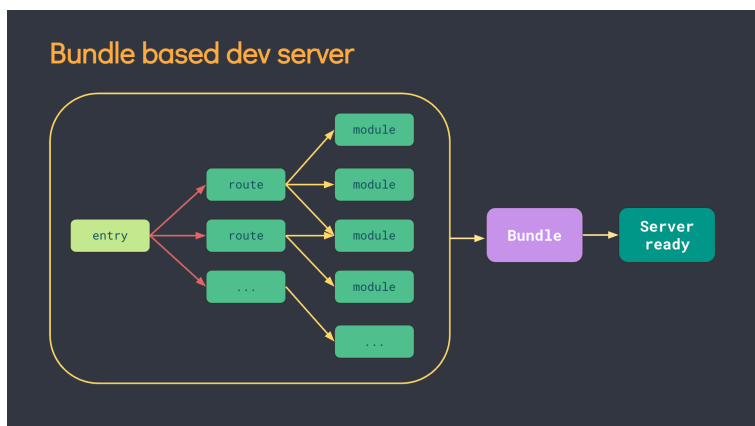 Bundle based dev server
entry
route
route
...
module
module
module
module
...
Bundle
Server
ready